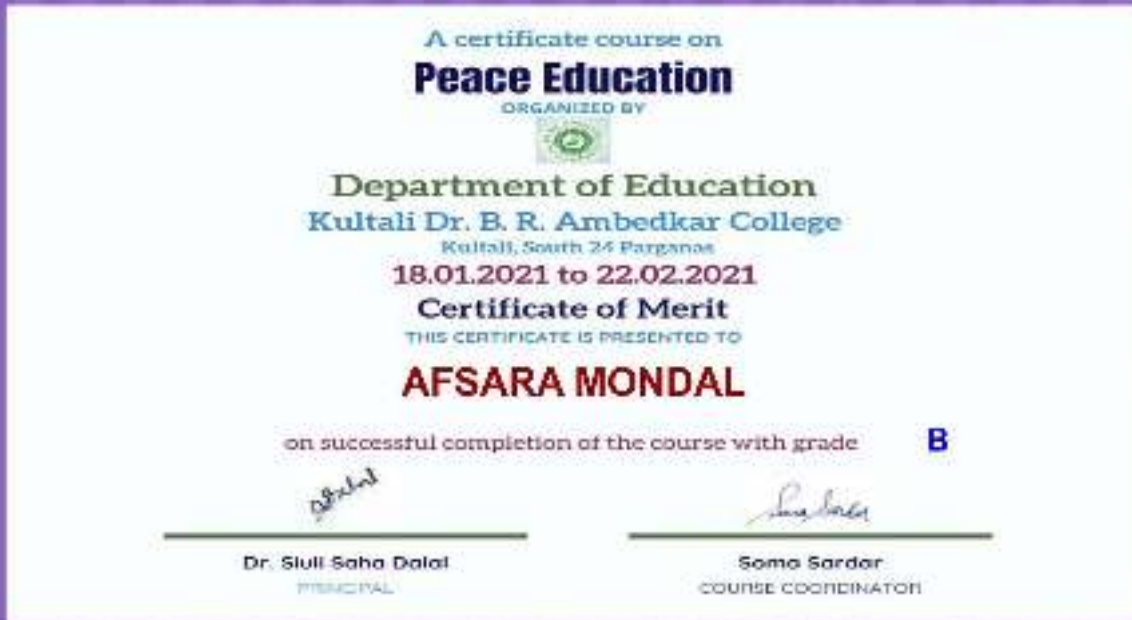 A certificate course on
Peace Education
ORGANIZED BY
Department of Education
Kultali Dr. B. R. Ambedkar College
Kultali, South 24 Parganas
18.01.2021 to 22.02.2021
Certificate of Merit
THIS CERTIFICATE IS PRESENTED TO
AFSARA MONDAL
on successful completion of the course with grade B
Dr. Siuli Saha Dalal
PRINCIPAL
Soma Sardar
COURSE COORDINATOR